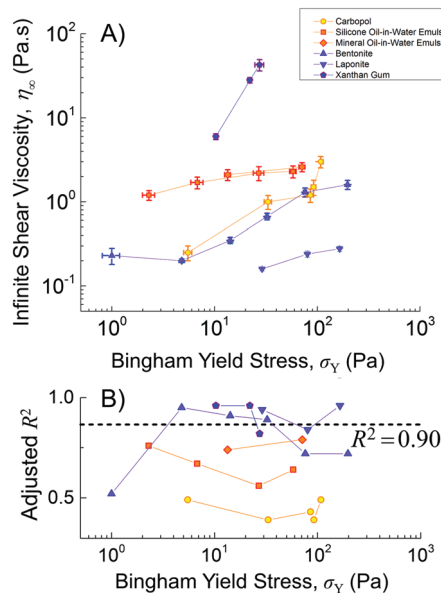 A)
Carbopol
Silicone Oil-in-Water Emuls
Mineral Oil-in-Water Emuls
Bentonite
Laponite
Xanthan Gum
Infinite Shear Viscosity, η∞ (Pa.s)
10²
10¹
10⁰
10⁻¹
10⁰ 10¹ 10² 10³
Bingham Yield Stress, σY (Pa)
B)
Adjusted R²
1.0
0.5
R² = 0.90
10⁰ 10¹ 10² 10³
Bingham Yield Stress, σY (Pa)